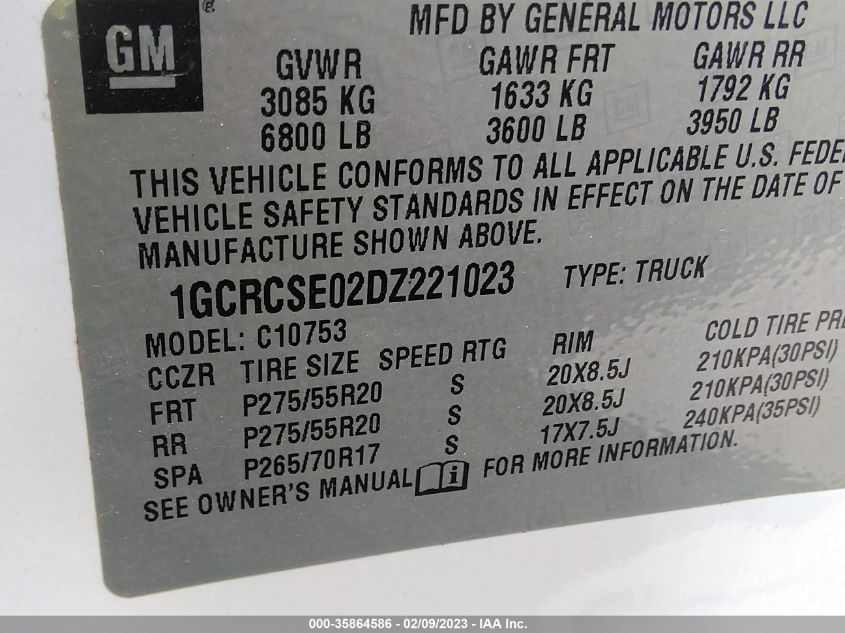 GM
MFD BY GENERAL MOTORS LLC
GVWR GAWR FRT GAWR RR
3085 KG 1633 KG 1792 KG
6800 LB 3600 LB 3950 LB
THIS VEHICLE CONFORMS TO ALL APPLICABLE U.S. FEDE
VEHICLE SAFETY STANDARDS IN EFFECT ON THE DATE OF
MANUFACTURE SHOWN ABOVE.
1GCRCSE02DZ221023 TYPE: TRUCK
MODEL: C10753
CCZR TIRE SIZE SPEED RTG RIM COLD TIRE PRE
FRT P275/55R20 S 20X8.5J 210KPA(30PSI)
RR P275/55R20 S 20X8.5J 210KPA(30PSI)
SPA P265/70R17 S 17X7.5J 240KPA(35PSI)
SEE OWNER'S MANUAL FOR MORE INFORMATION.
000-35864586 - 02/09/2023 - IAA Inc.